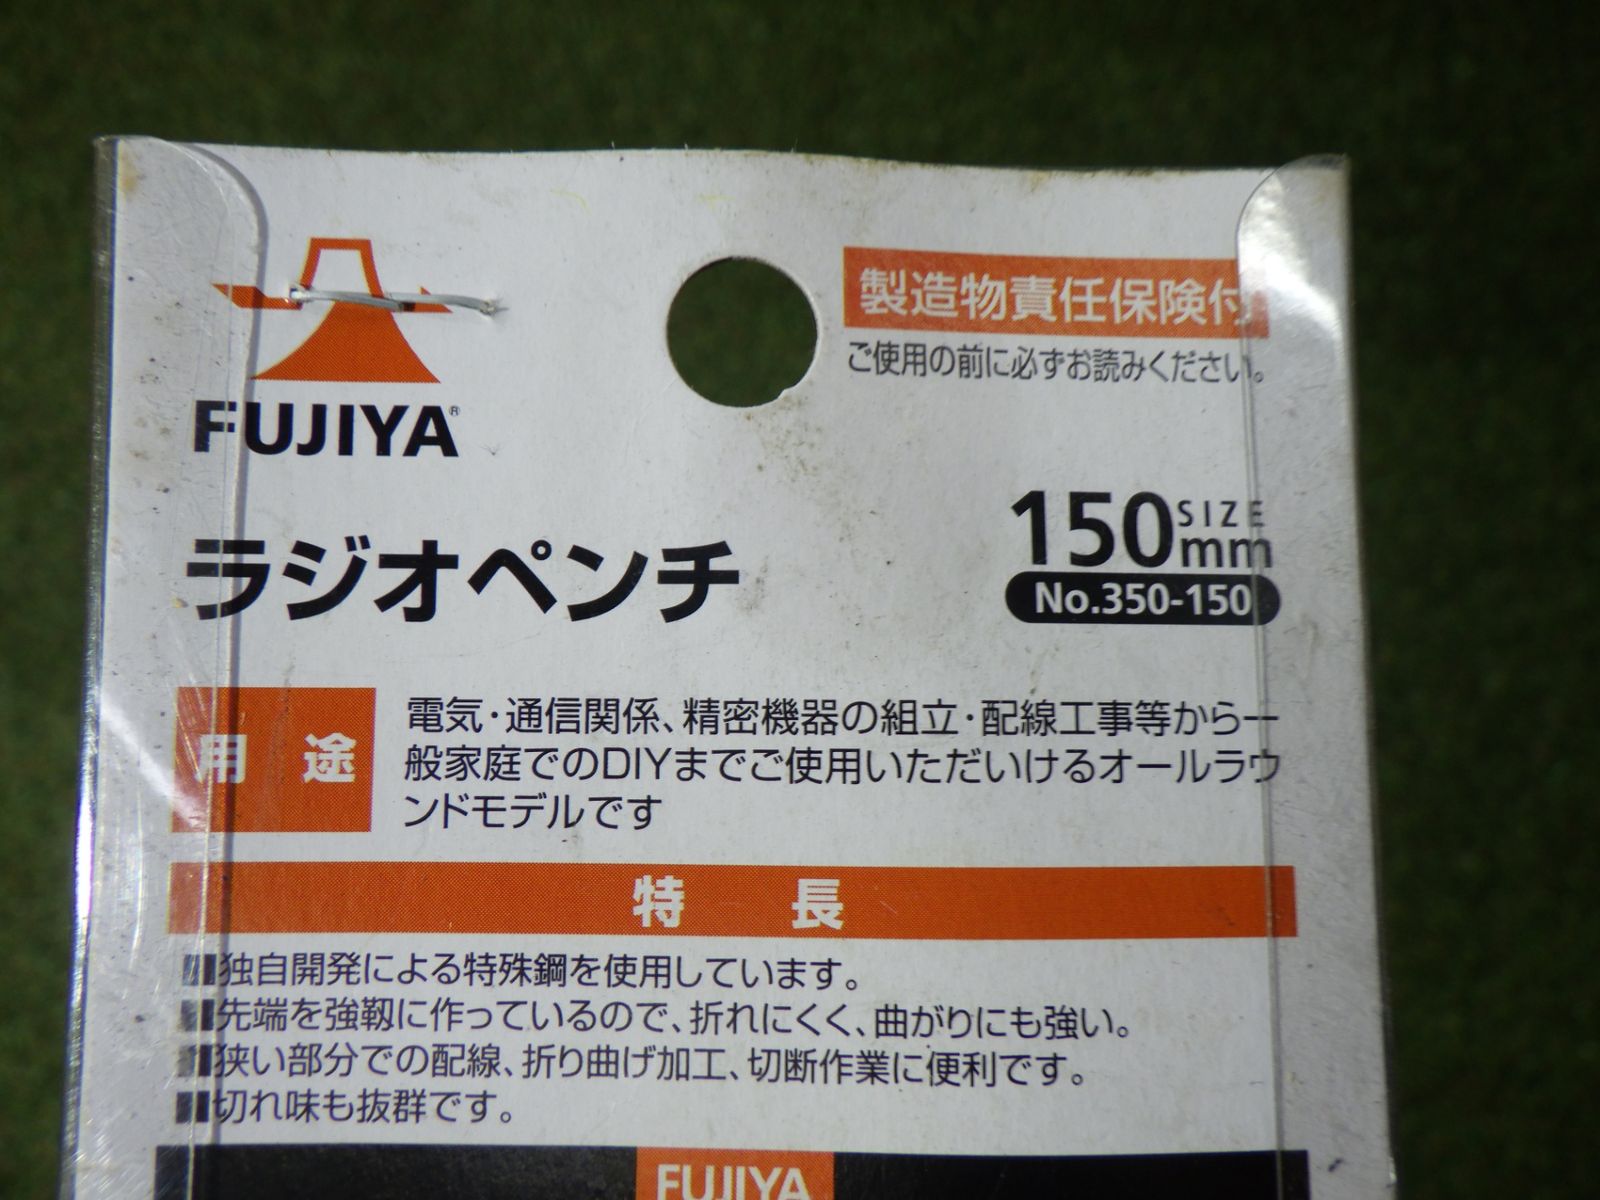 製造物責任保険付
ご使用の前に必ずお読みください。
FUJIYA®
150 SIZE mm
ラジオペンチ
No.350-150
用途
電気・通信関係、精密機器の組立・配線工事等から一
般家庭でのDIYまでご使用いただいけるオールラウ
ンドモデルです
特長
■独自開発による特殊鋼を使用しています。
■先端を強靱に作っているので、折れにくく、曲がりにも強い。
■狭い部分での配線、折り曲げ加工、切断作業に便利です。
■切れ味も抜群です。
FUJIYA